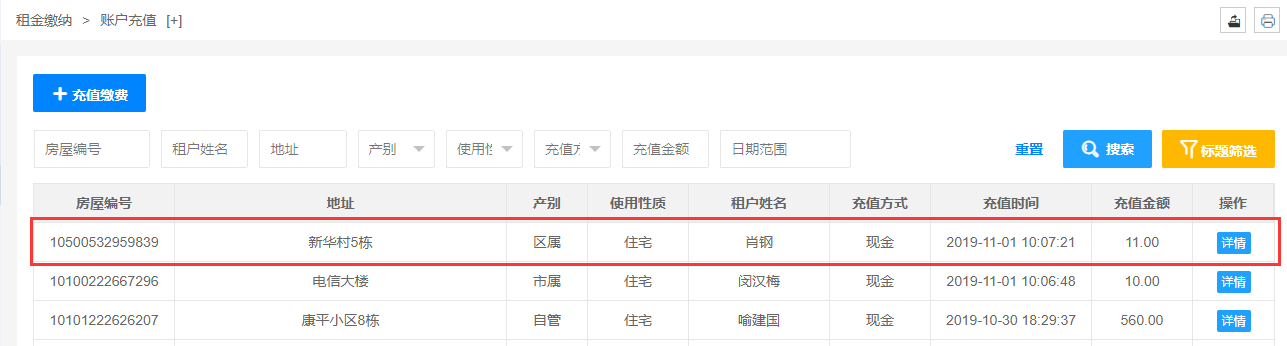 租金缴纳 > 账户充值 [+]
+ 充值缴费
房屋编号 租户姓名 地址 产别 使用性 充值方 充值金额 日期范围 重置 搜索 标题筛选
房屋编号 地址 产别 使用性质 租户姓名 充值方式 充值时间 充值金额 操作
10500532959839 新华村5栋 区属 住宅 肖钢 现金 2019-11-01 10:07:21 11.00 详情
10100222667296 电信大楼 市属 住宅 闵汉梅 现金 2019-11-01 10:06:48 10.00 详情
10101222626207 康平小区8栋 自管 住宅 喻建国 现金 2019-10-30 18:29:37 560.00 详情